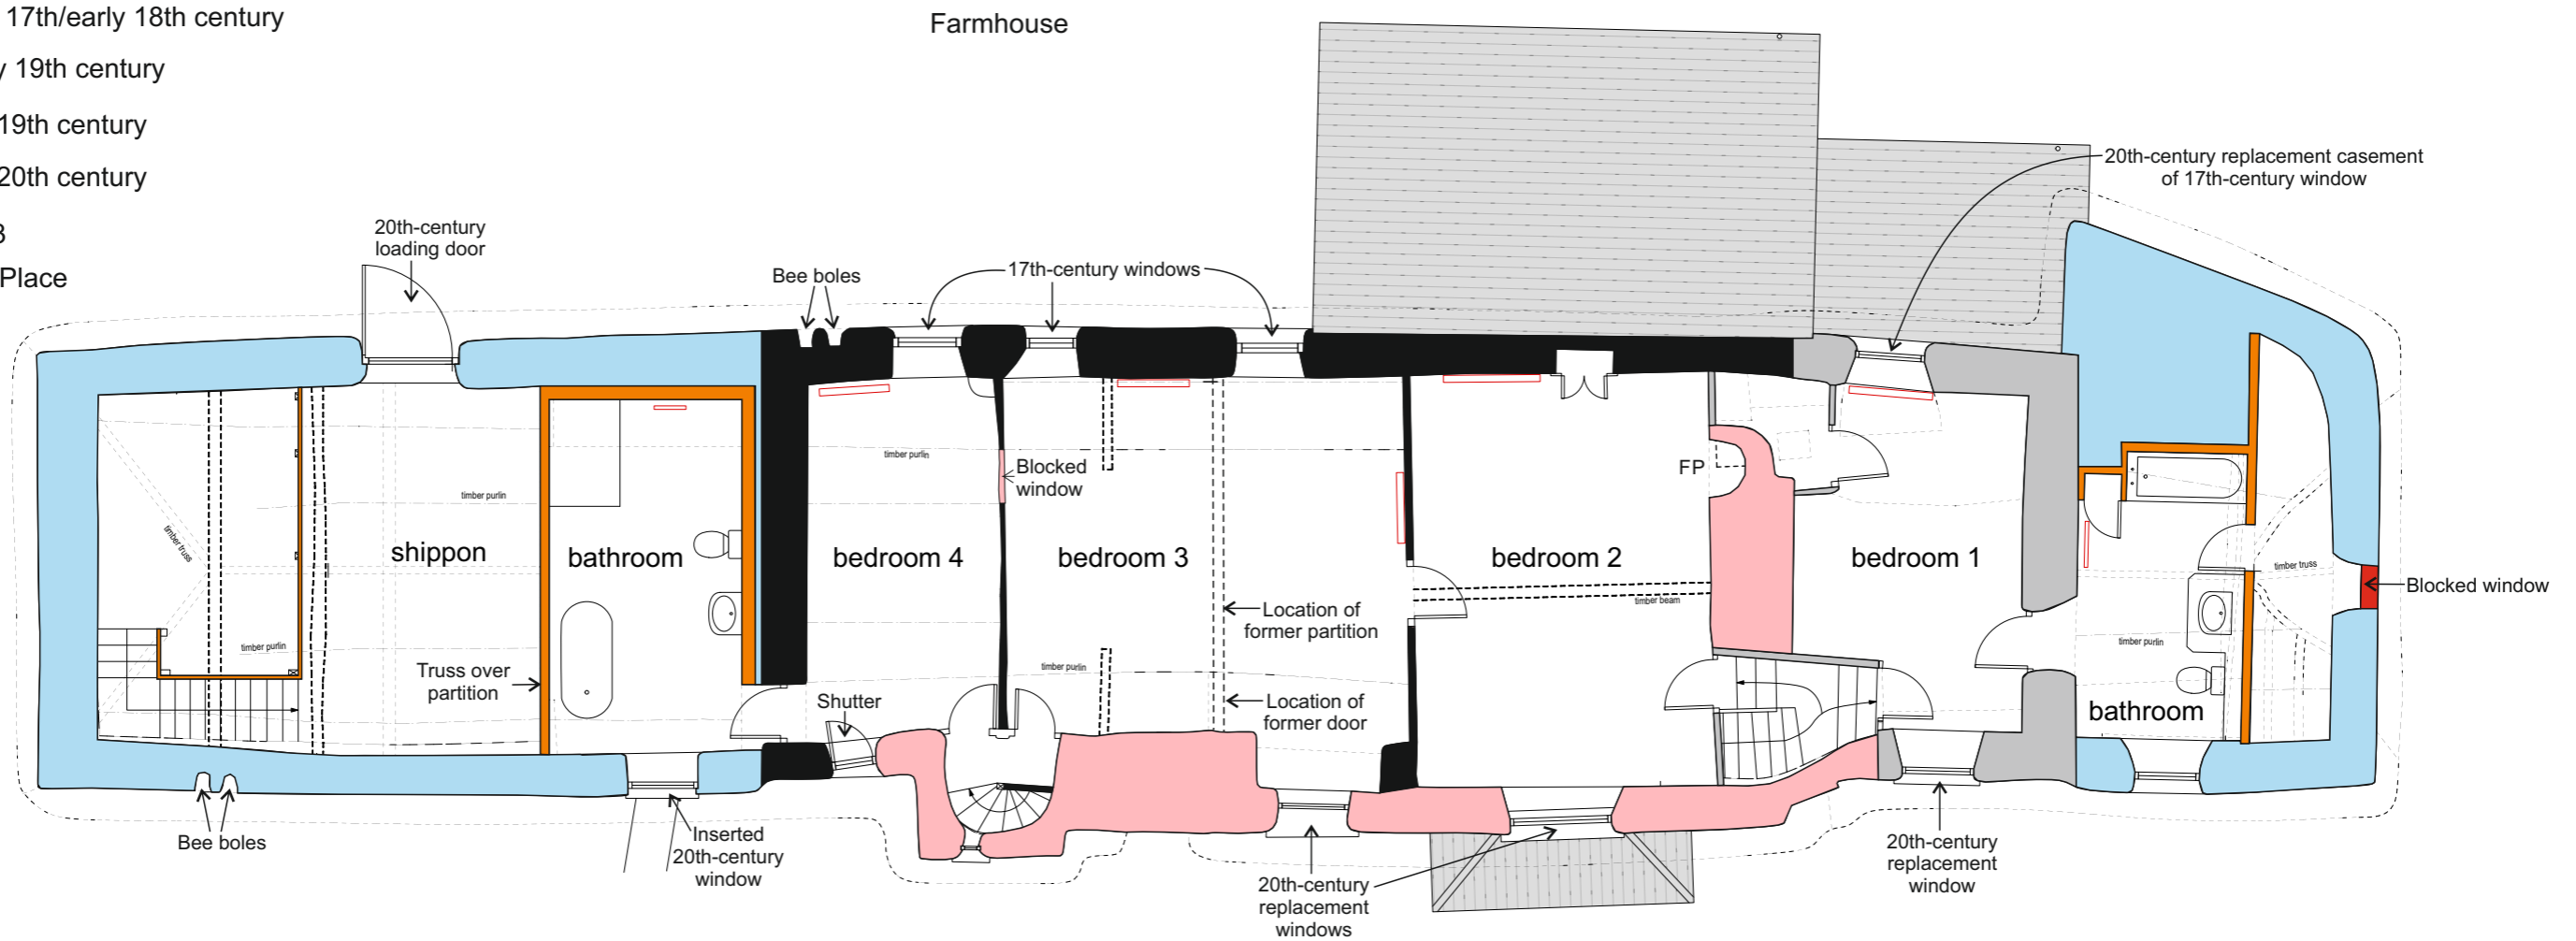 17th/early 18th century
y 19th century
19th century
20th century
3
Place
Farmhouse
20th-century
loading door
Bee boles
17th-century windows
20th-century replacement casement
of 17th-century window
timber purlin
timber purlin
Blocked
window
FP
timber truss
shippon
bathroom
bedroom 4
bedroom 3
bedroom 2
bedroom 1
timber truss
Blocked window
timber beam
Location of
former partition
timber purlin
timber purlin
timber purlin
Truss over
partition
Shutter
Location of
former door
bathroom
Bee boles
Inserted
20th-century
window
20th-century
replacement
windows
20th-century
replacement
window